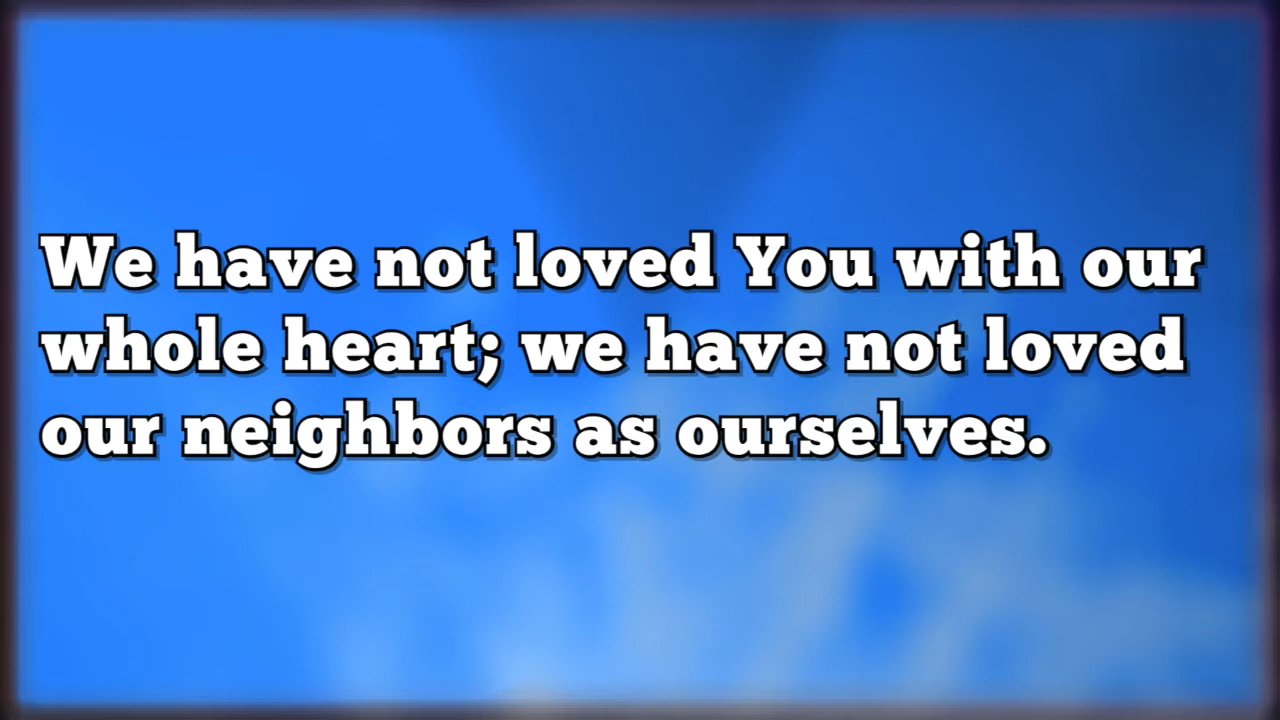 We have not loved You with our
whole heart; we have not loved
our neighbors as ourselves.